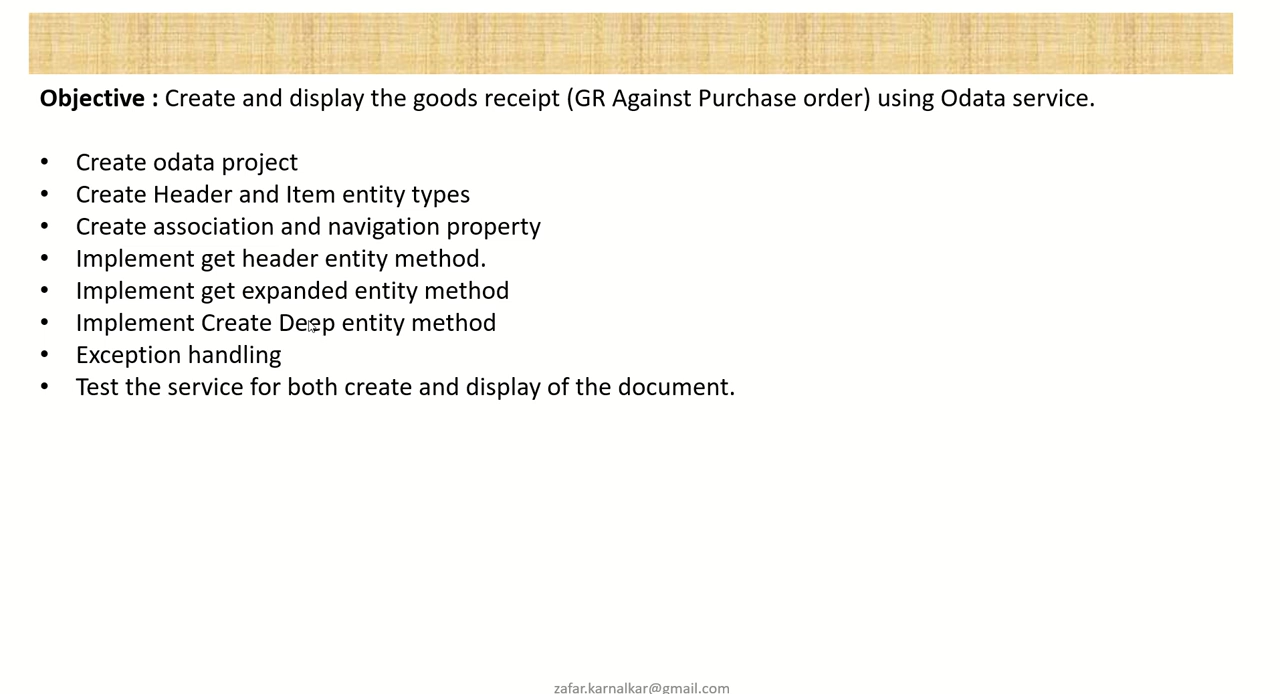 Objective : Create and display the goods receipt (GR Against Purchase order) using Odata service.
• Create odata project
• Create Header and Item entity types
• Create association and navigation property
• Implement get header entity method.
• Implement get expanded entity method
• Implement Create Deep entity method
• Exception handling
• Test the service for both create and display of the document.
zafar.karnalkar@gmail.com